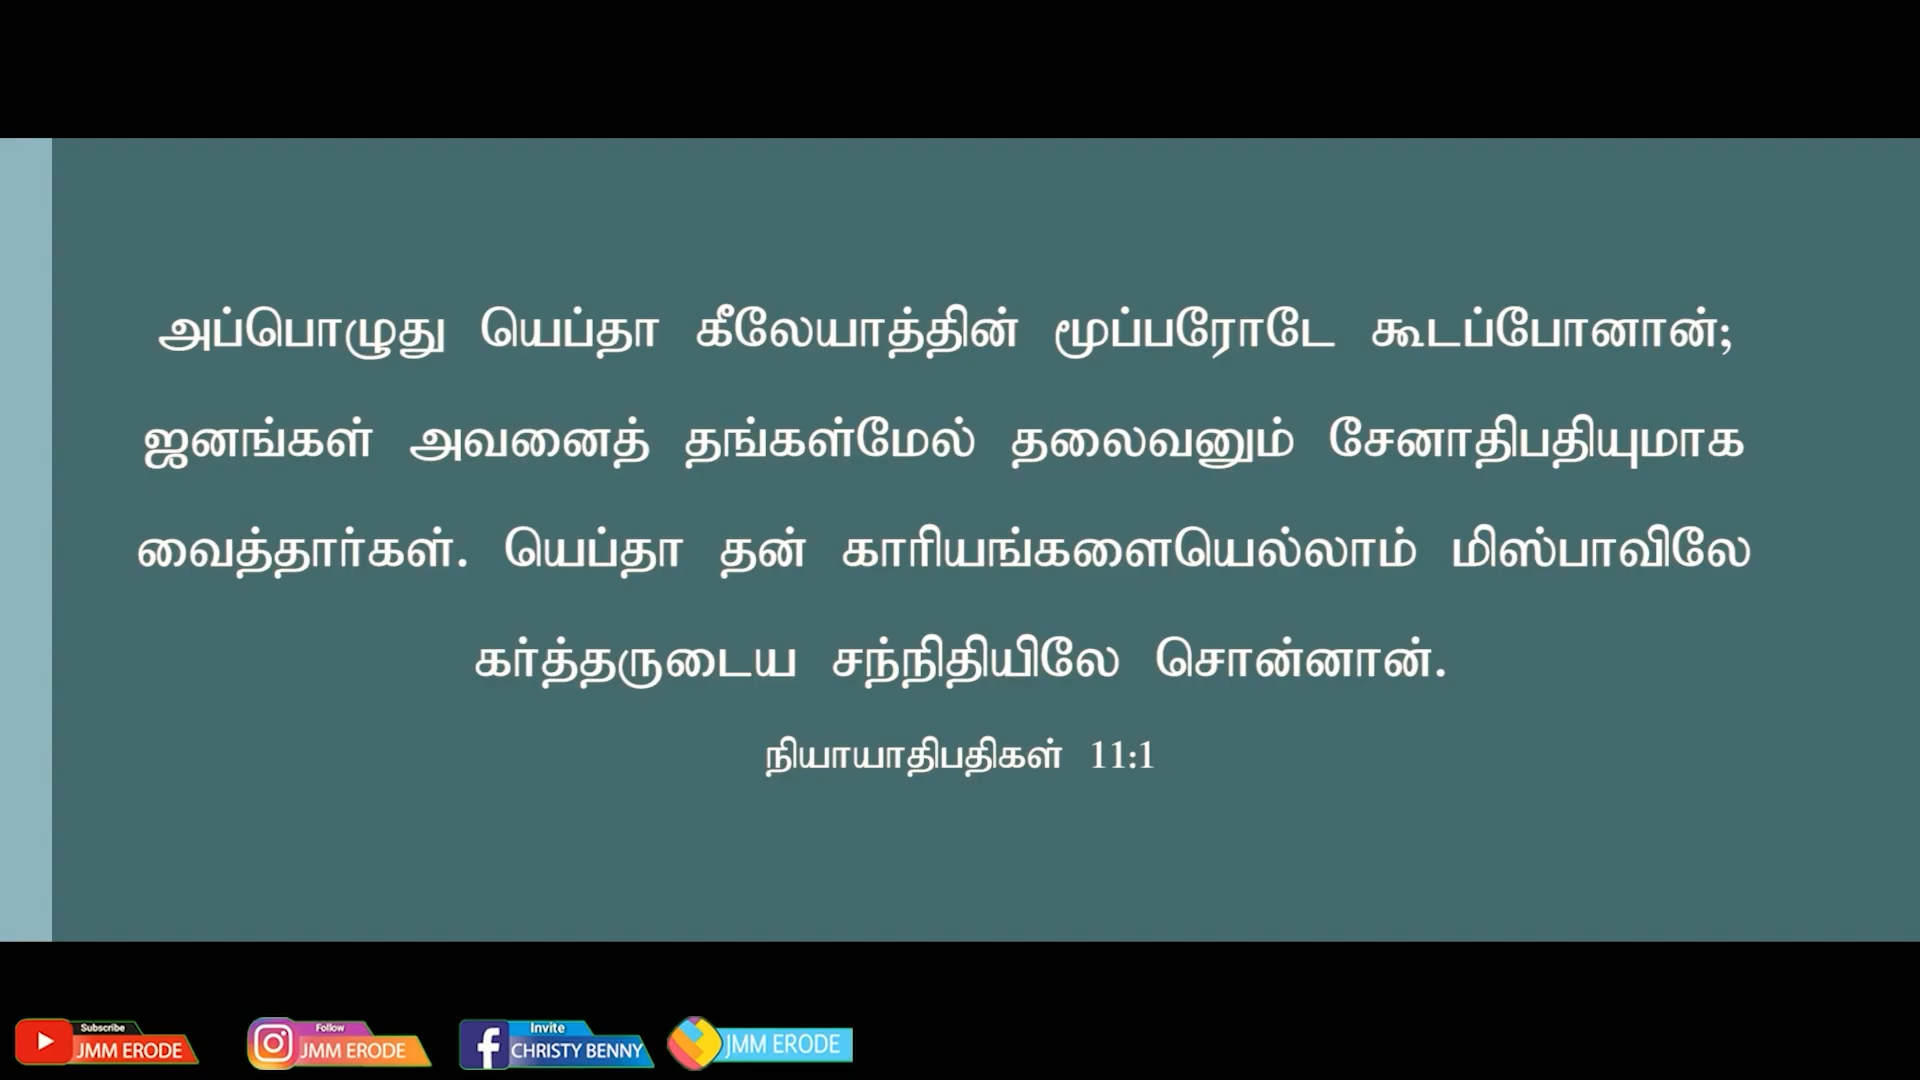 அப்பொழுது யெப்தா கீலேயாத்தின் மூப்பரோடே கூடப்போனான்;
ஜனங்கள் அவனைத் தங்கள்மேல் தலைவனும் சேனாதிபதியுமாக
வைத்தார்கள். யெப்தா தன் காரியங்களையெல்லாம் மிஸ்பாவிலே
கர்த்தருடைய சந்நிதியிலே சொன்னான்.
நியாயாதிபதிகள் 11:1
Subscribe
JMM ERODE
Follow
JMM ERODE
Invite
CHRISTY BENNY
JMM ERODE